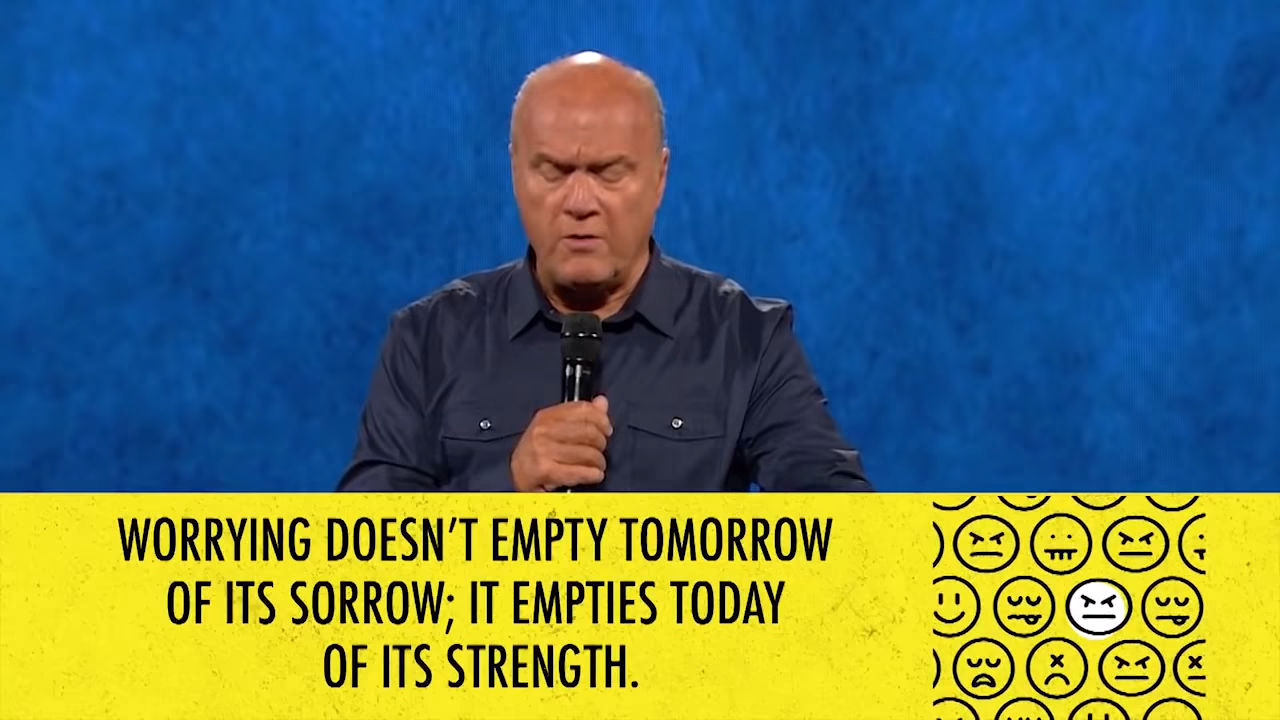 WORRYING DOESN'T EMPTY TOMORROW
OF ITS SORROW; IT EMPTIES TODAY
OF ITS STRENGTH.